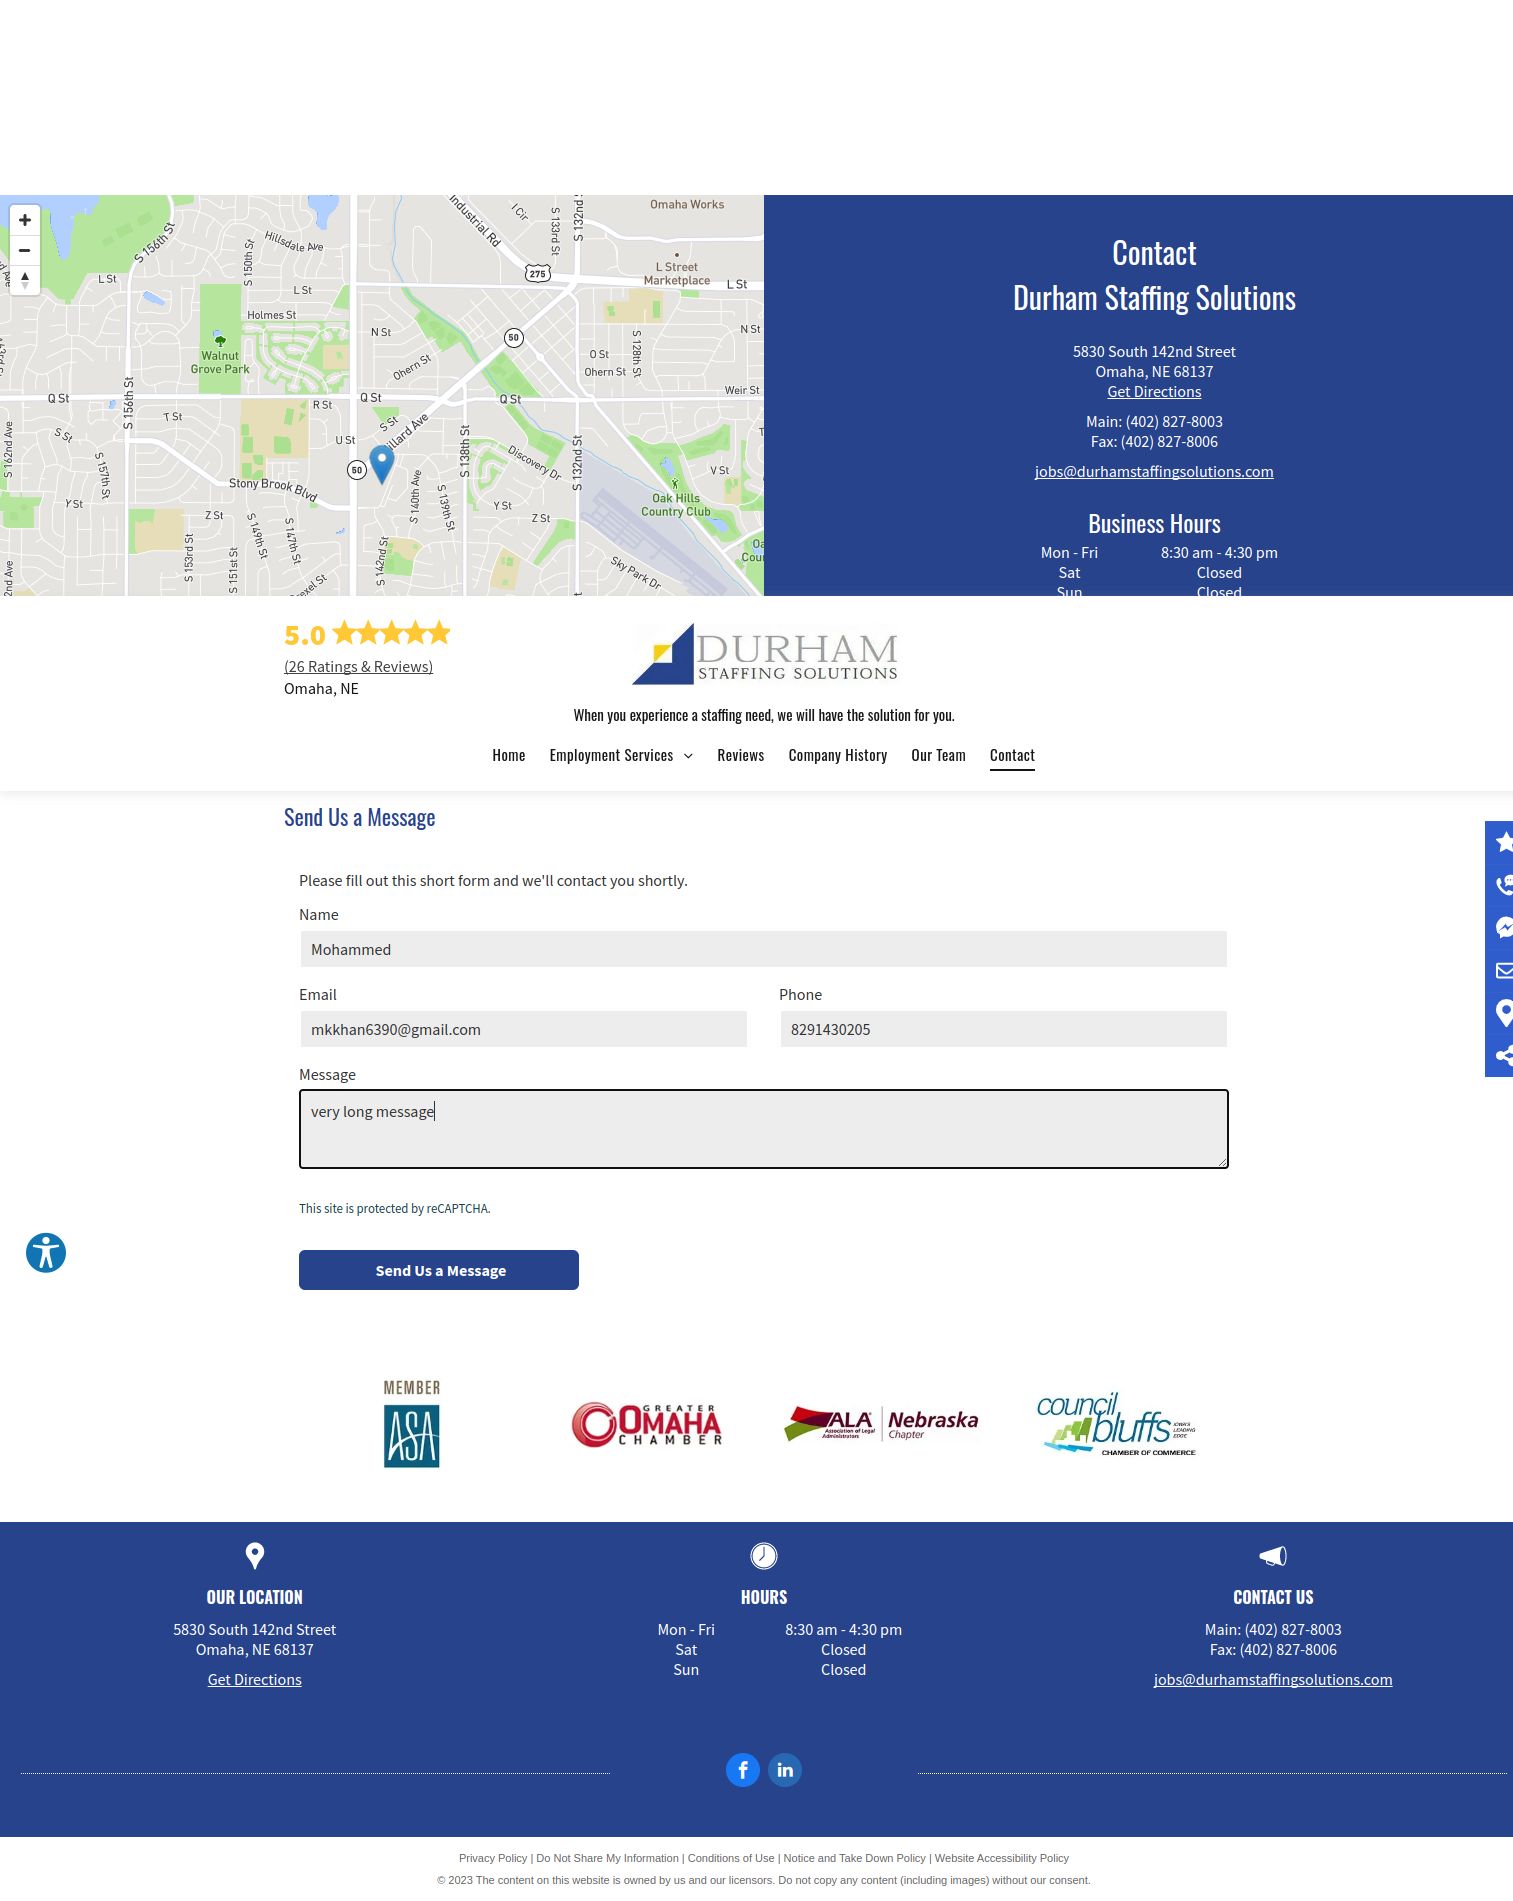 Omaha Works
Industrial Rd
I Cir
S 133rd St
S 132nd S
S 156th St
Hillsdale Ave
S 150th St
275
L Street
Marketplace
L St
L St
L St
Holmes St
N St
N St
50
Walnut
Grove Park
O St
Ohern St
Ohern St
S 128th St
Weir St
Q St
S 156th St
R St
Q St
Q St
T St
S St
S St
U St
illard Ave
S 138th St
S 162nd Ave
S 157th St
50
Discovery Dr
S 132nd St
V St
Stony Brook Blvd
S 140th Ave
S 139th St
Oak Hills
Country Club
Y St
Y St
Z St
Z St
S 149th St
S 147th St
S 153rd St
S 151st St
S 142nd St
Sky Park Dr
Contact
Durham Staffing Solutions
5830 South 142nd Street
Omaha, NE 68137
Get Directions
Main: (402) 827-8003
Fax: (402) 827-8006
jobs@durhamstaffingsolutions.com
Business Hours
Mon - Fri 8:30 am - 4:30 pm
Sat Closed
Sun Closed
5.0
(26 Ratings & Reviews)
Omaha, NE
DURHAM
STAFFING SOLUTIONS
When you experience a staffing need, we will have the solution for you.
Home Employment Services Reviews Company History Our Team Contact
Send Us a Message
Please fill out this short form and we'll contact you shortly.
Name
Mohammed
Email Phone
mkkhan6390@gmail.com 8291430205
Message
very long message
This site is protected by reCAPTCHA.
Send Us a Message
MEMBER
ASA
GREATER
OMAHA
CHAMBER
ALA
Association of Legal
Administrators
Nebraska
Chapter
council
bluffs
IOWA'S
LEADING
EDGE
CHAMBER OF COMMERCE
OUR LOCATION HOURS CONTACT US
5830 South 142nd Street Mon - Fri 8:30 am - 4:30 pm Main: (402) 827-8003
Omaha, NE 68137 Sat Closed Fax: (402) 827-8006
Get Directions Sun Closed jobs@durhamstaffingsolutions.com
f in
Privacy Policy | Do Not Share My Information | Conditions of Use | Notice and Take Down Policy | Website Accessibility Policy
© 2023 The content on this website is owned by us and our licensors. Do not copy any content (including images) without our consent.